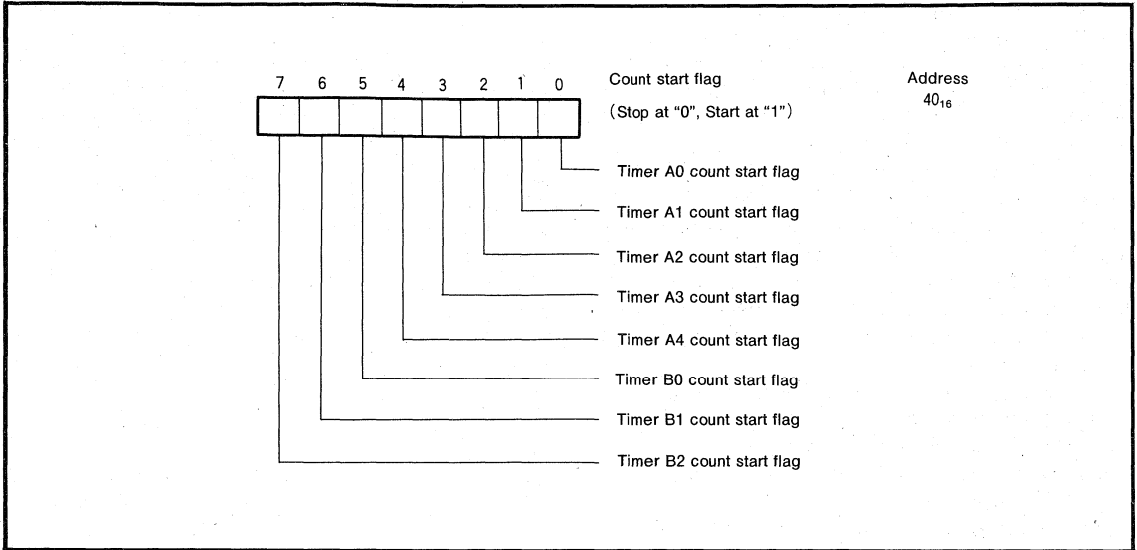 7 6 5 4 3 2 1 0
Count start flag
Address
(Stop at “0”, Start at “1”)
40₁₆
Timer A0 count start flag
Timer A1 count start flag
Timer A2 count start flag
Timer A3 count start flag
Timer A4 count start flag
Timer B0 count start flag
Timer B1 count start flag
Timer B2 count start flag